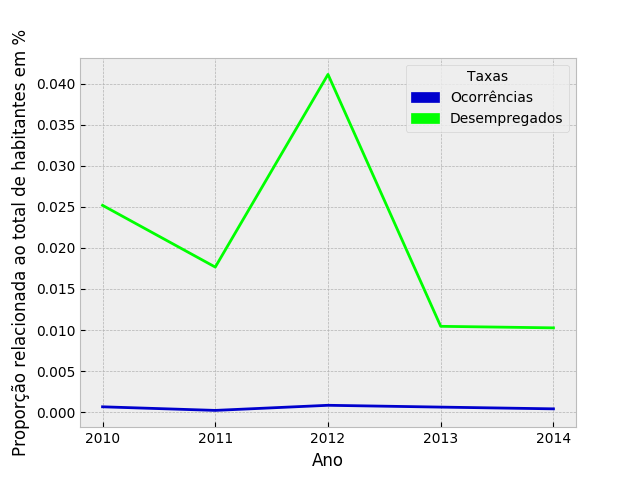 Proporção relacionada ao total de habitantes em %
0.040
0.035
0.030
0.025
0.020
0.015
0.010
0.005
0.000
Taxas
Ocorrências
Desempregados
2010 2011 2012 2013 2014
Ano